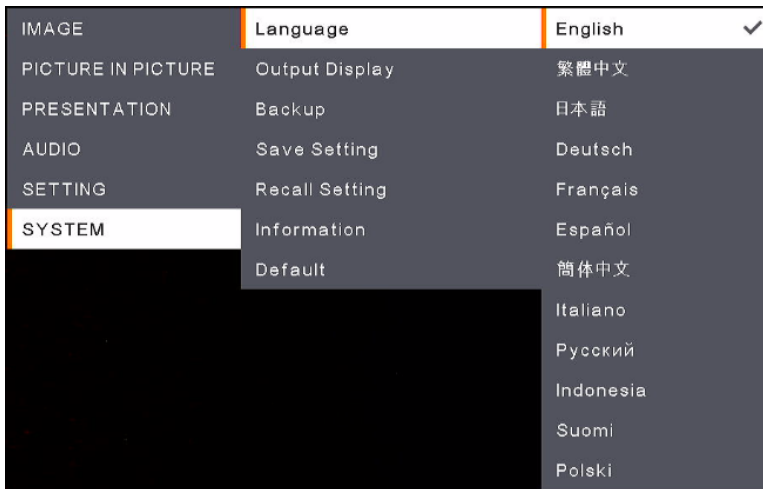 IMAGE
PICTURE IN PICTURE
PRESENTATION
AUDIO
SETTING
SYSTEM
Language
Output Display
Backup
Save Setting
Recall Setting
Information
Default
English
繁體中文
日本語
Deutsch
Français
Español
簡体中文
Italiano
Русский
Indonesia
Suomi
Polski